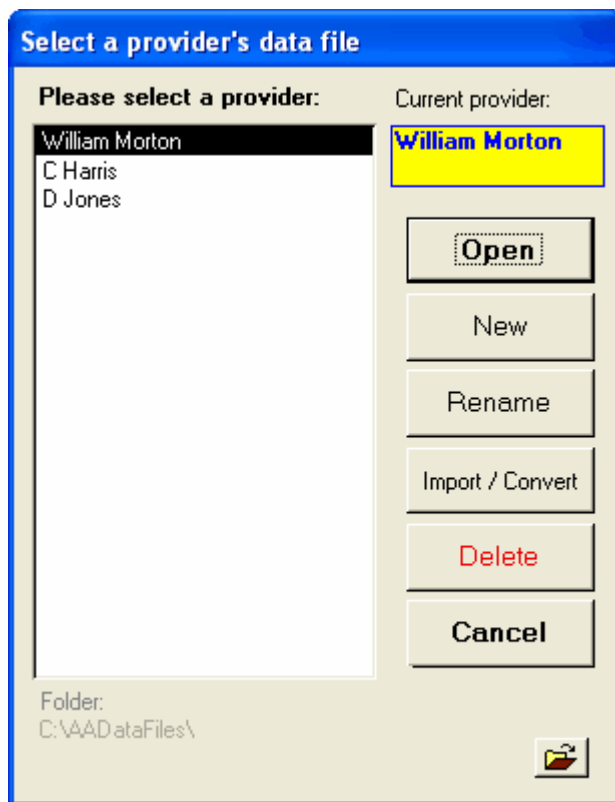 Select a provider's data file
Please select a provider:
Current provider:
William Morton
C Harris
D Jones
William Morton
Open
New
Rename
Import / Convert
Delete
Cancel
Folder:
C:\AADataFiles\